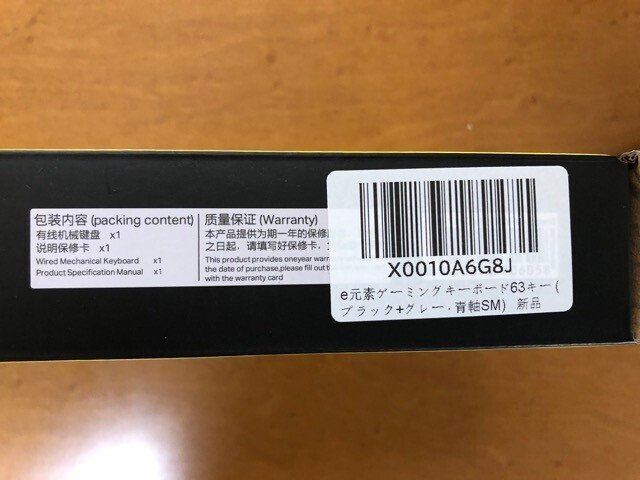 包装内容 (packing content)
有线机械键盘 x1
说明保修卡 x1
Wired Mechanical Keyboard x1
Product Specification Manual x1
质量保证 (Warranty)
本产品提供为期一年的保修
之日起，请填写好保修卡，
This product provides oneyear
the date of purchase,please fill out
with the warranty card
X0010A6G8J
e元素ゲーミングキーボード63キー(
ブラック+グレー・青軸SM) 新品